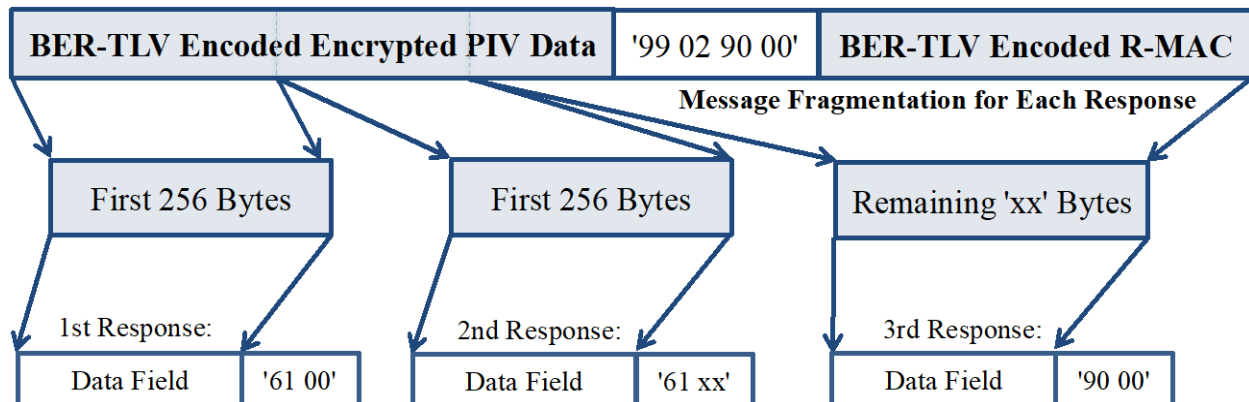 BER-TLV Encoded Encrypted PIV Data '99 02 90 00' BER-TLV Encoded R-MAC
Message Fragmentation for Each Response
First 256 Bytes First 256 Bytes Remaining 'xx' Bytes
1st Response: 2nd Response: 3rd Response:
Data Field '61 00' Data Field '61 xx' Data Field '90 00'